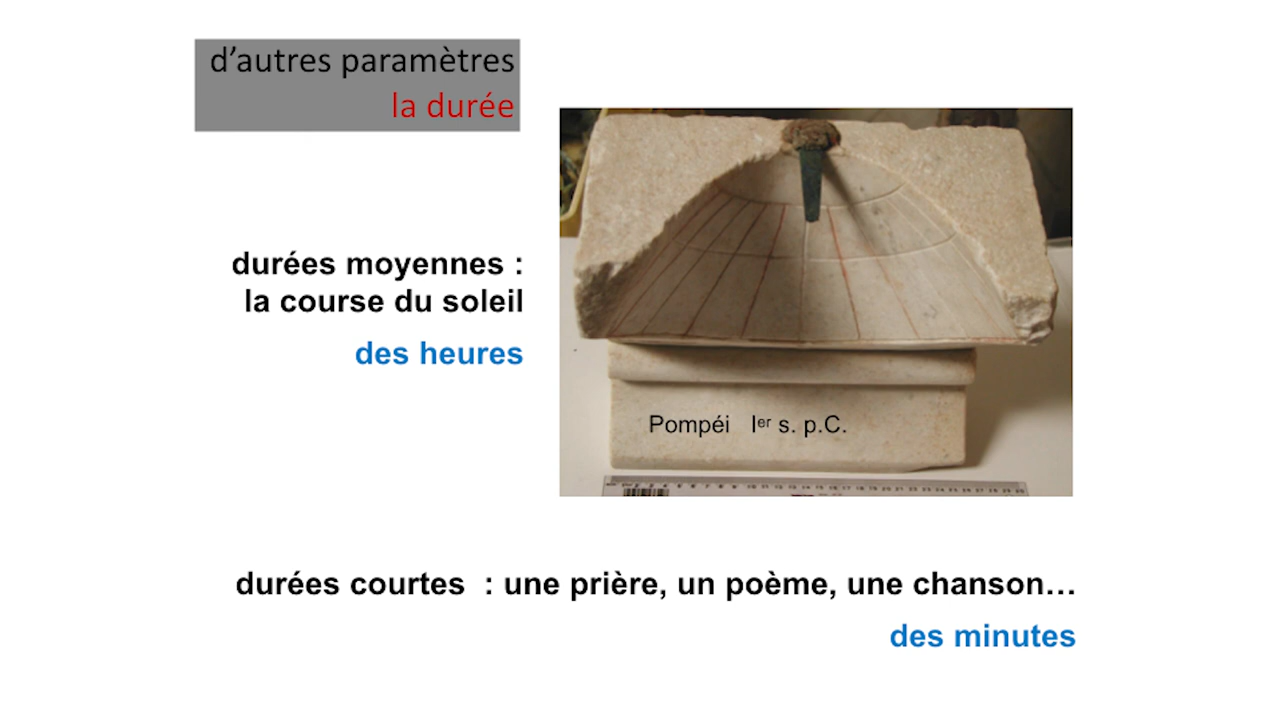 d’autres paramètres
la durée
durées moyennes :
la course du soleil
des heures
Pompéi Ier s. p.C.
durées courtes : une prière, un poème, une chanson…
des minutes